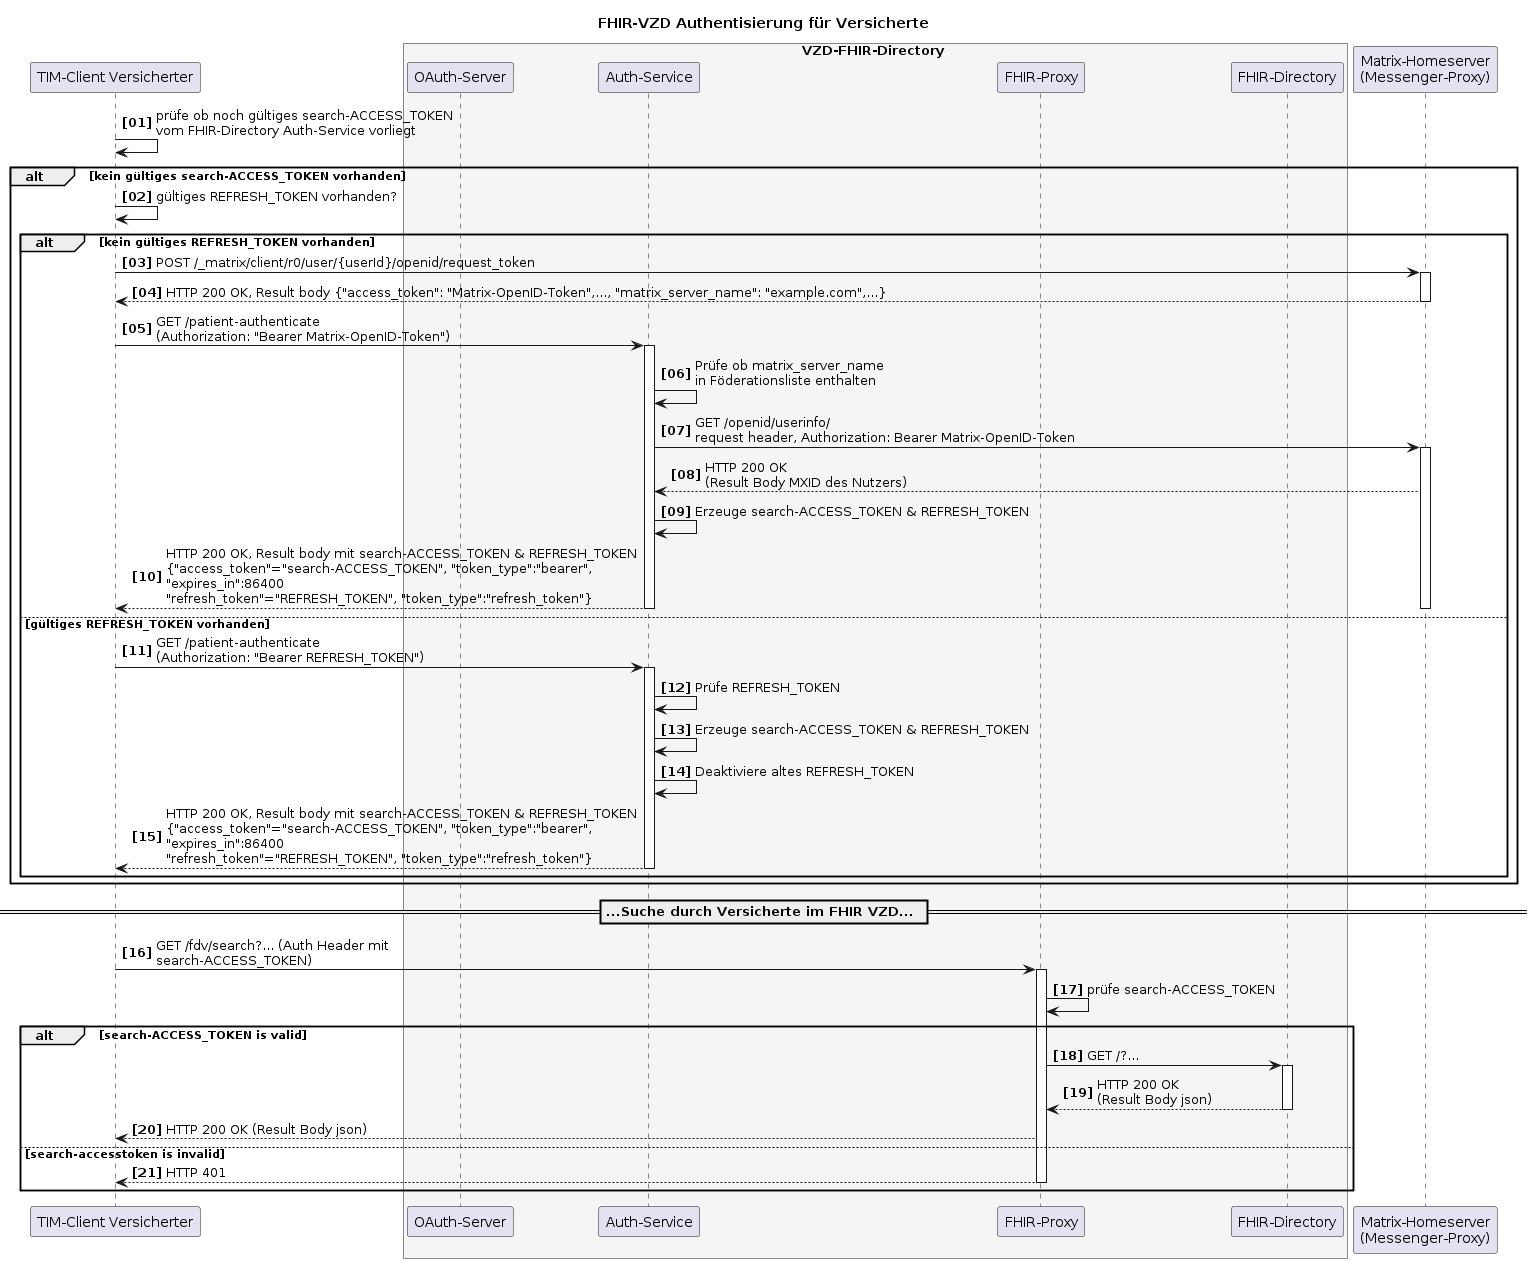 FHIR-VZD Authentisierung für Versicherte
VZD-FHIR-Directory
TIM-Client Versicherter
OAuth-Server
Auth-Service
FHIR-Proxy
FHIR-Directory
Matrix-Homeserver
(Messenger-Proxy)
[01] prüfe ob noch gültiges search-ACCESS_TOKEN
vom FHIR-Directory Auth-Service vorliegt
alt [kein gültiges search-ACCESS_TOKEN vorhanden]
[02] gültiges REFRESH_TOKEN vorhanden?
alt [kein gültiges REFRESH_TOKEN vorhanden]
[03] POST /_matrix/client/r0/user/{userId}/openid/request_token
[04] HTTP 200 OK, Result body {"access_token": "Matrix-OpenID-Token",..., "matrix_server_name": "example.com",...}
[05] GET /patient-authenticate
(Authorization: "Bearer Matrix-OpenID-Token")
[06] Prüfe ob matrix_server_name
in Föderationsliste enthalten
[07] GET /openid/userinfo/
request header, Authorization: Bearer Matrix-OpenID-Token
[08] HTTP 200 OK
(Result Body MXID des Nutzers)
[09] Erzeuge search-ACCESS_TOKEN & REFRESH_TOKEN
[10] HTTP 200 OK, Result body mit search-ACCESS_TOKEN & REFRESH_TOKEN
{"access_token"="search-ACCESS_TOKEN", "token_type":"bearer",
"expires_in":86400
"refresh_token"="REFRESH_TOKEN", "token_type":"refresh_token"}
[gültiges REFRESH_TOKEN vorhanden]
[11] GET /patient-authenticate
(Authorization: "Bearer REFRESH_TOKEN")
[12] Prüfe REFRESH_TOKEN
[13] Erzeuge search-ACCESS_TOKEN & REFRESH_TOKEN
[14] Deaktiviere altes REFRESH_TOKEN
[15] HTTP 200 OK, Result body mit search-ACCESS_TOKEN & REFRESH_TOKEN
{"access_token"="search-ACCESS_TOKEN", "token_type":"bearer",
"expires_in":86400
"refresh_token"="REFRESH_TOKEN", "token_type":"refresh_token"}
...Suche durch Versicherte im FHIR VZD...
[16] GET /fdv/search?... (Auth Header mit
search-ACCESS_TOKEN)
[17] prüfe search-ACCESS_TOKEN
alt [search-ACCESS_TOKEN is valid]
[18] GET /?...
[19] HTTP 200 OK
(Result Body json)
[20] HTTP 200 OK (Result Body json)
[search-accesstoken is invalid]
[21] HTTP 401
TIM-Client Versicherter
OAuth-Server
Auth-Service
FHIR-Proxy
FHIR-Directory
Matrix-Homeserver
(Messenger-Proxy)